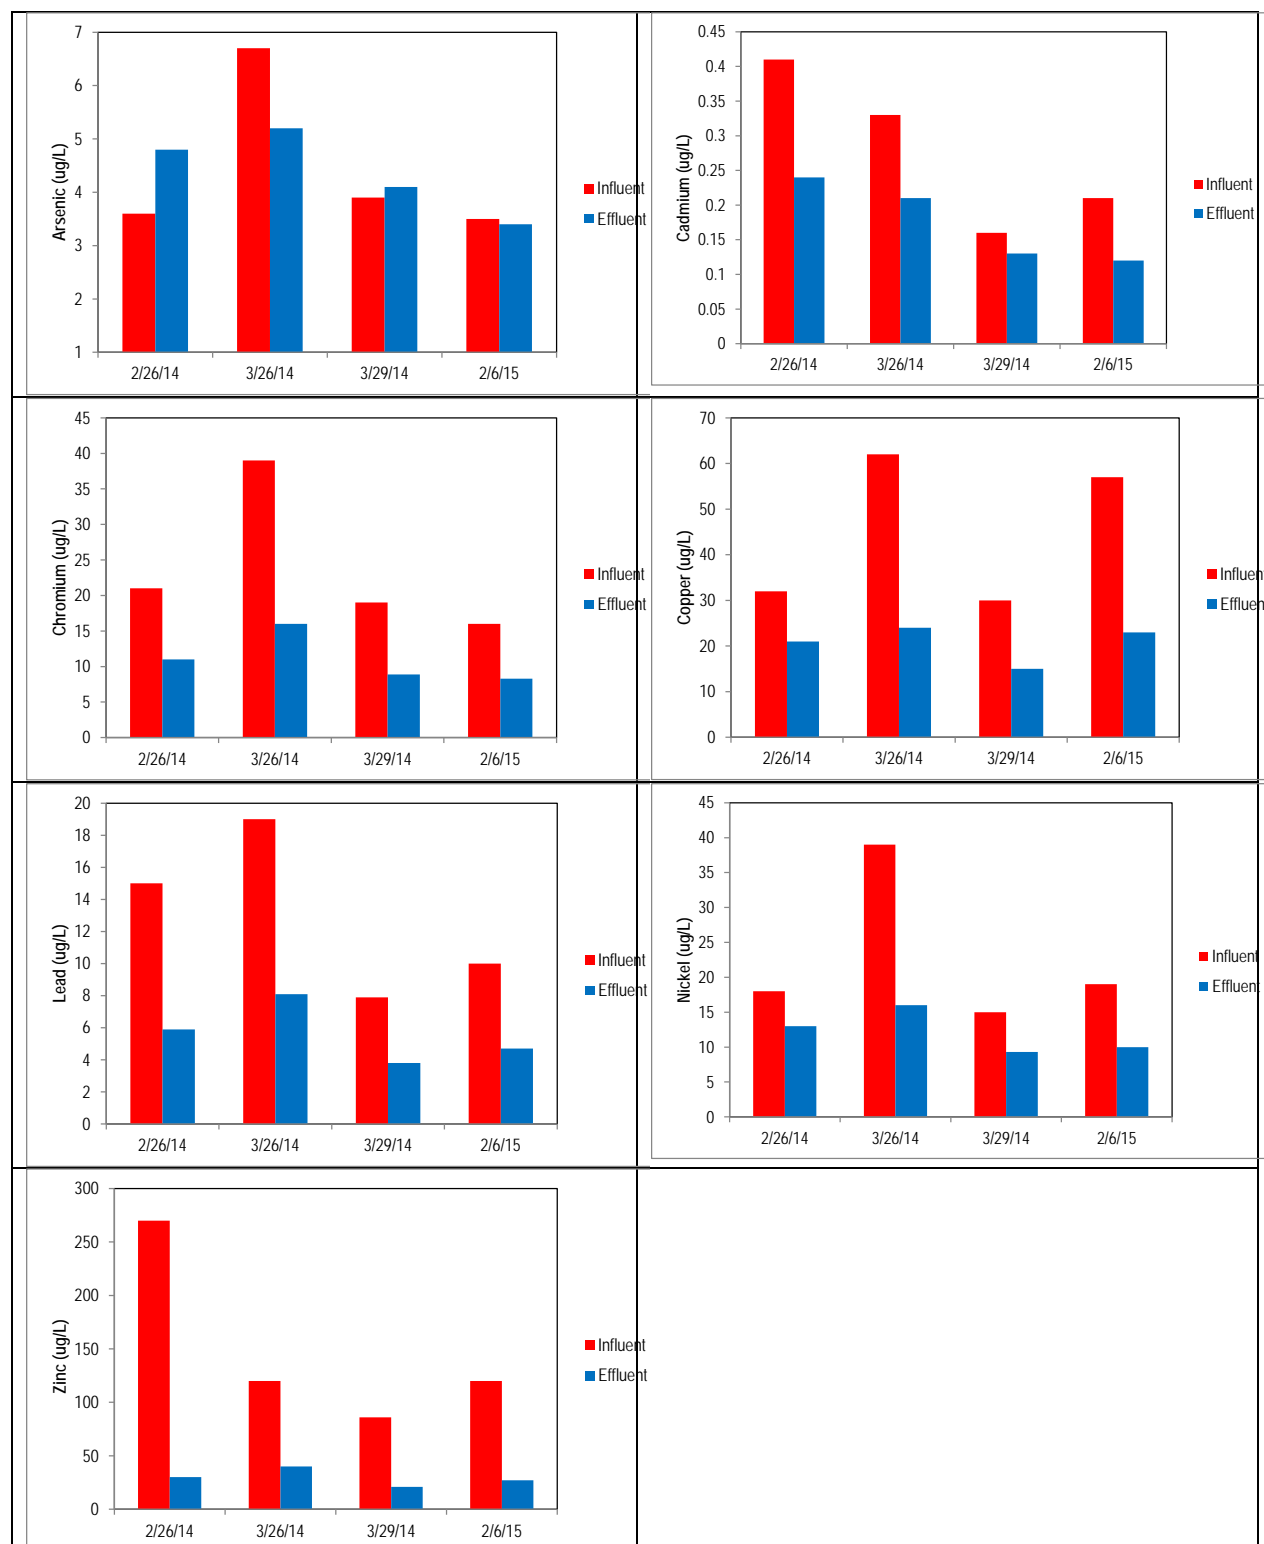 7
6
5
4
3
2
1
Arsenic (ug/L)
2/26/14 3/26/14 3/29/14 2/6/15
Influent
Effluent
0.45
0.4
0.35
0.3
0.25
0.2
0.15
0.1
0.05
0
Cadmium (ug/L)
2/26/14 3/26/14 3/29/14 2/6/15
Influent
Effluent
45
40
35
30
25
20
15
10
5
0
Chromium (ug/L)
2/26/14 3/26/14 3/29/14 2/6/15
Influent
Effluent
70
60
50
40
30
20
10
0
Copper (ug/L)
2/26/14 3/26/14 3/29/14 2/6/15
Influent
Effluent
20
18
16
14
12
10
8
6
4
2
0
Lead (ug/L)
2/26/14 3/26/14 3/29/14 2/6/15
Influent
Effluent
45
40
35
30
25
20
15
10
5
0
Nickel (ug/L)
2/26/14 3/26/14 3/29/14 2/6/15
Influent
Effluent
300
250
200
150
100
50
0
Zinc (ug/L)
2/26/14 3/26/14 3/29/14 2/6/15
Influent
Effluent